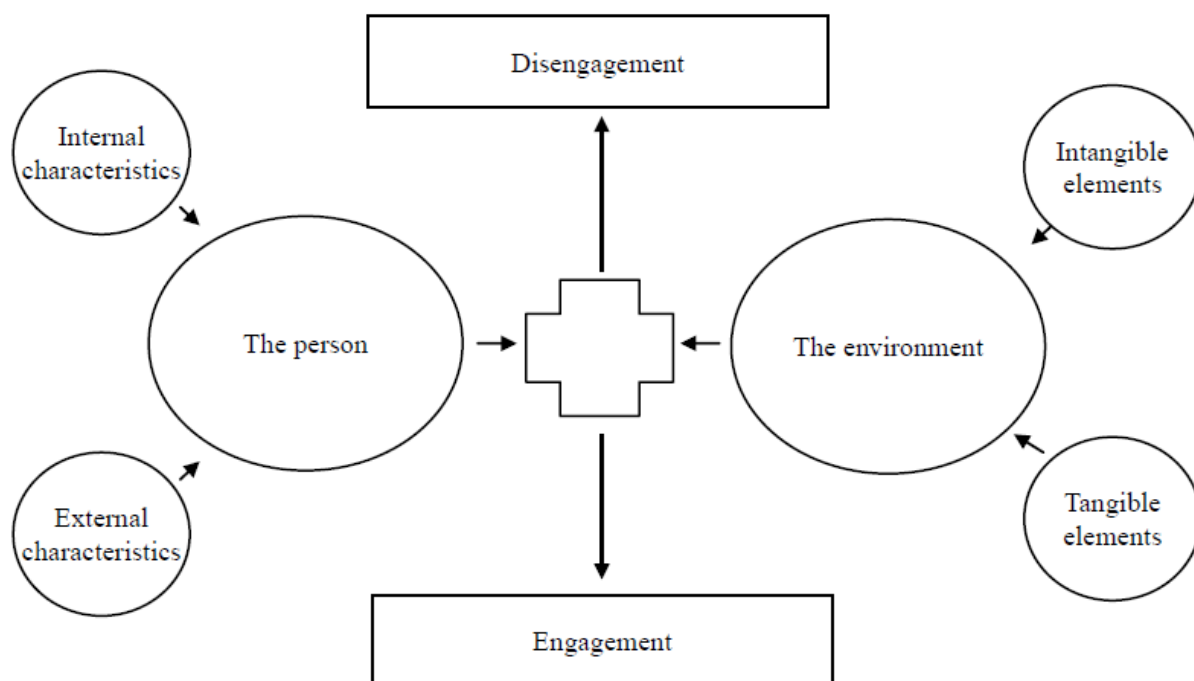 Disengagement
Internal
characteristics
Intangible
elements
The person
The environment
External
characteristics
Tangible
elements
Engagement